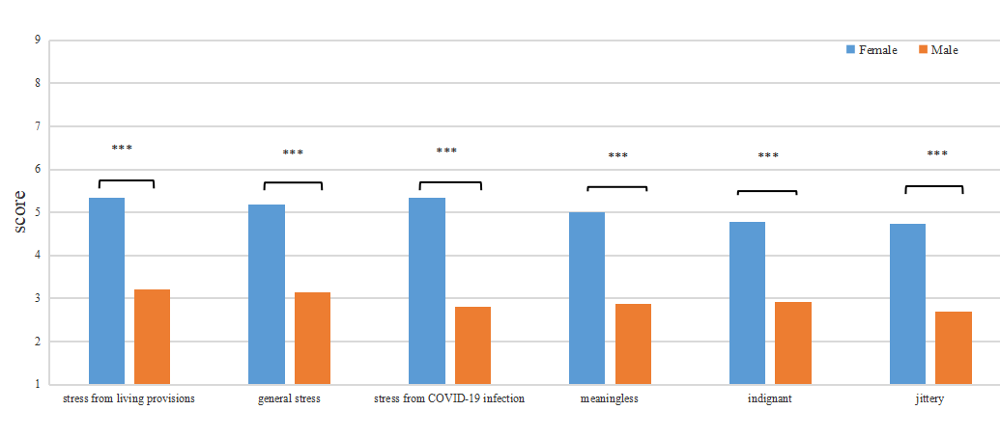 9
Female Male
8
7
***
***
***
***
***
***
6
5
4
3
2
1
score
stress from living provisions
general stress
stress from COVID-19 infection
meaningless
indignant
jittery